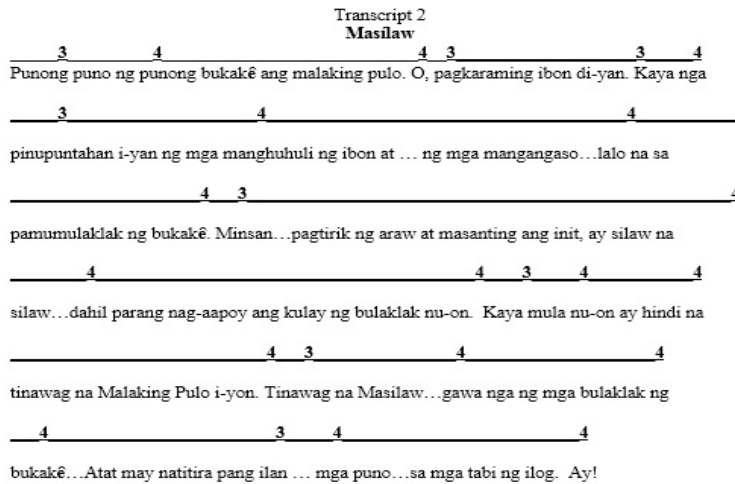 Transcript 2
Masilaw
3 4 4 3 3 4
Punong puno ng punong bukakê ang malaking pulo. O, pagkaraming ibon di-yan. Kaya nga
3 4 4
pinupuntahan i-yan ng mga manghuhuli ng ibon at … ng mga mangangaso…lalo na sa
4 3 4
pamumulaklak ng bukakê. Minsan…pagtirik ng araw at masanting ang init, ay silaw na
4 4 3 4 4
silaw…dahil parang nag-aapoy ang kulay ng bulaklak nu-on. Kaya mula nu-on ay hindi na
4 3 4 4
tinawag na Malaking Pulo i-yon. Tinawag na Masilaw…gawa nga ng mga bulaklak ng
4 3 4 4
bukakê…Atat may natitira pang ilan … mga puno…sa mga tabi ng ilog. Ay!